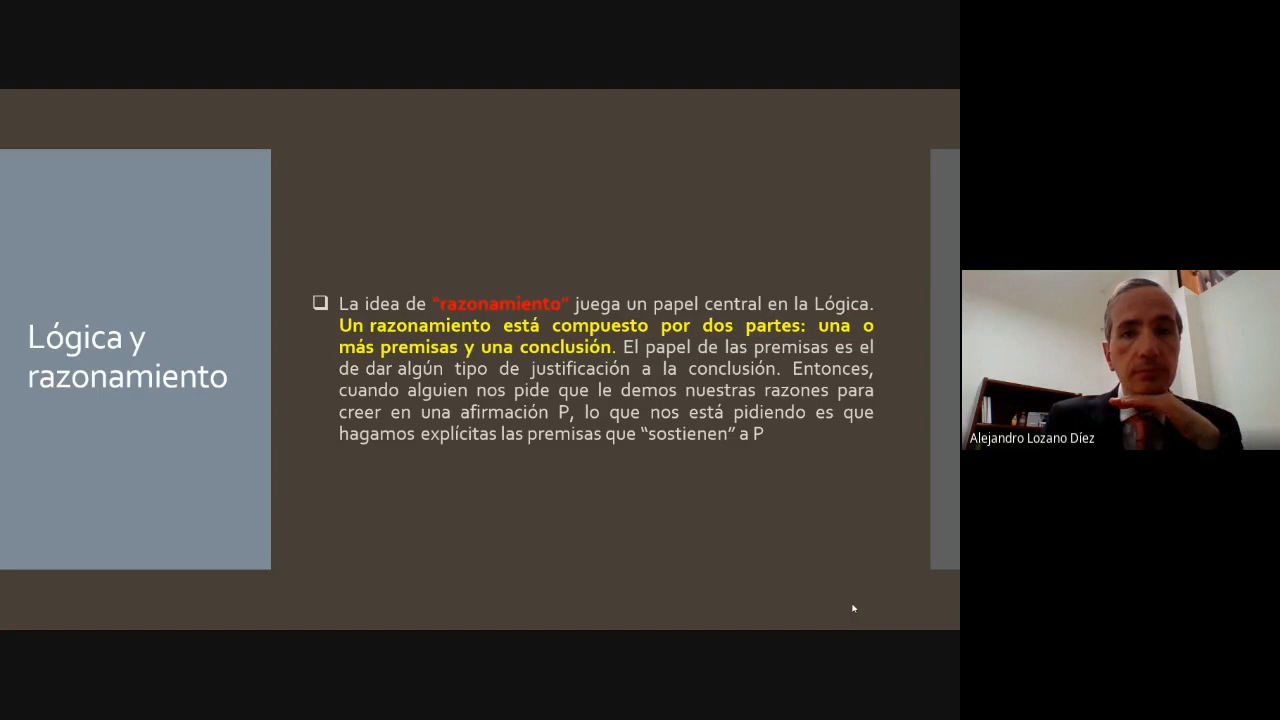 Lógica y
razonamiento
La idea de "razonamiento" juega un papel central en la Lógica.
Un razonamiento está compuesto por dos partes: una o
más premisas y una conclusión. El papel de las premisas es el
de dar algún tipo de justificación a la conclusión. Entonces,
cuando alguien nos pide que le demos nuestras razones para
creer en una afirmación P, lo que nos está pidiendo es que
hagamos explícitas las premisas que “sostienen” a P
Alejandro Lozano Díez